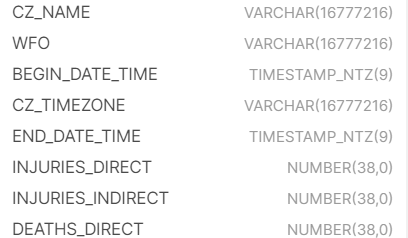 CZ_NAME VARCHAR(16777216)
WFO VARCHAR(16777216)
BEGIN_DATE_TIME TIMESTAMP_NTZ(9)
CZ_TIMEZONE VARCHAR(16777216)
END_DATE_TIME TIMESTAMP_NTZ(9)
INJURIES_DIRECT NUMBER(38,0)
INJURIES_INDIRECT NUMBER(38,0)
DEATHS_DIRECT NUMBER(38,0)